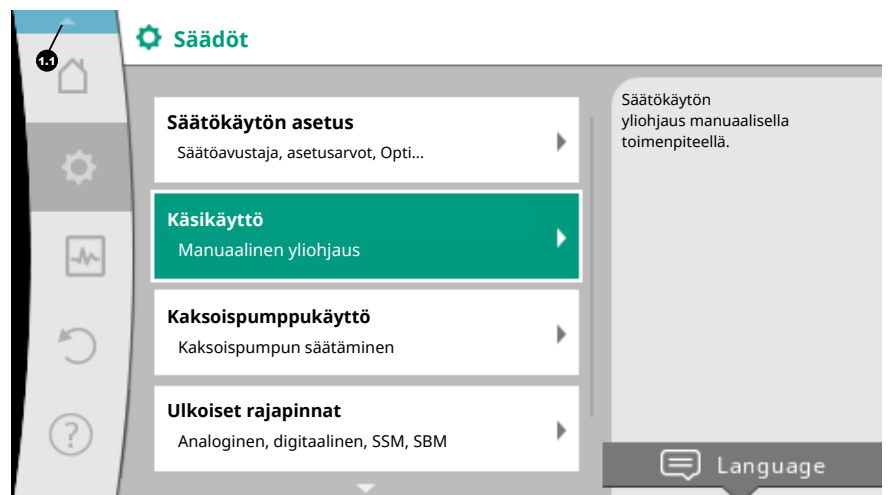 1.1
Säädöt
Säätökäytön asetus
Säätöavustaja, asetusarvot, Opti...
Käsikäyttö
Manuaalinen yliohjaus
Kaksoispumppukäyttö
Kaksoispumpun säätäminen
Ulkoiset rajapinnat
Analoginen, digitaalinen, SSM, SBM
Säätökäytön
yliohjaus manuaalisella
toimenpiteellä.
Language